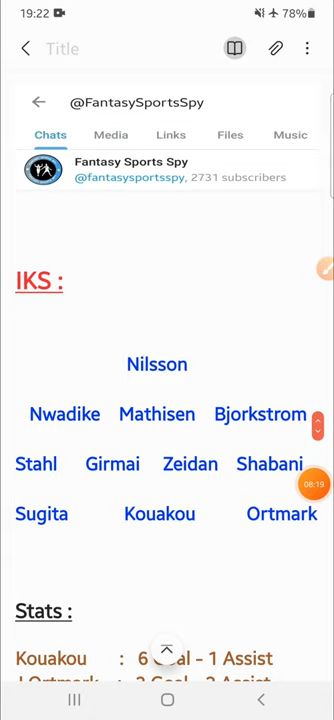 19:22 78%
Title
@FantasySportsSpy
Chats Media Links Files Music
Fantasy Sports Spy
@fantasysportsspy, 2731 subscribers
IKS :
Nilsson
Nwadike Mathisen Bjorkstrom
Stahl Girmai Zeidan Shabani
08:19
Sugita Kouakou Ortmark
Stats :
Kouakou : 6 Goal - 1 Assist